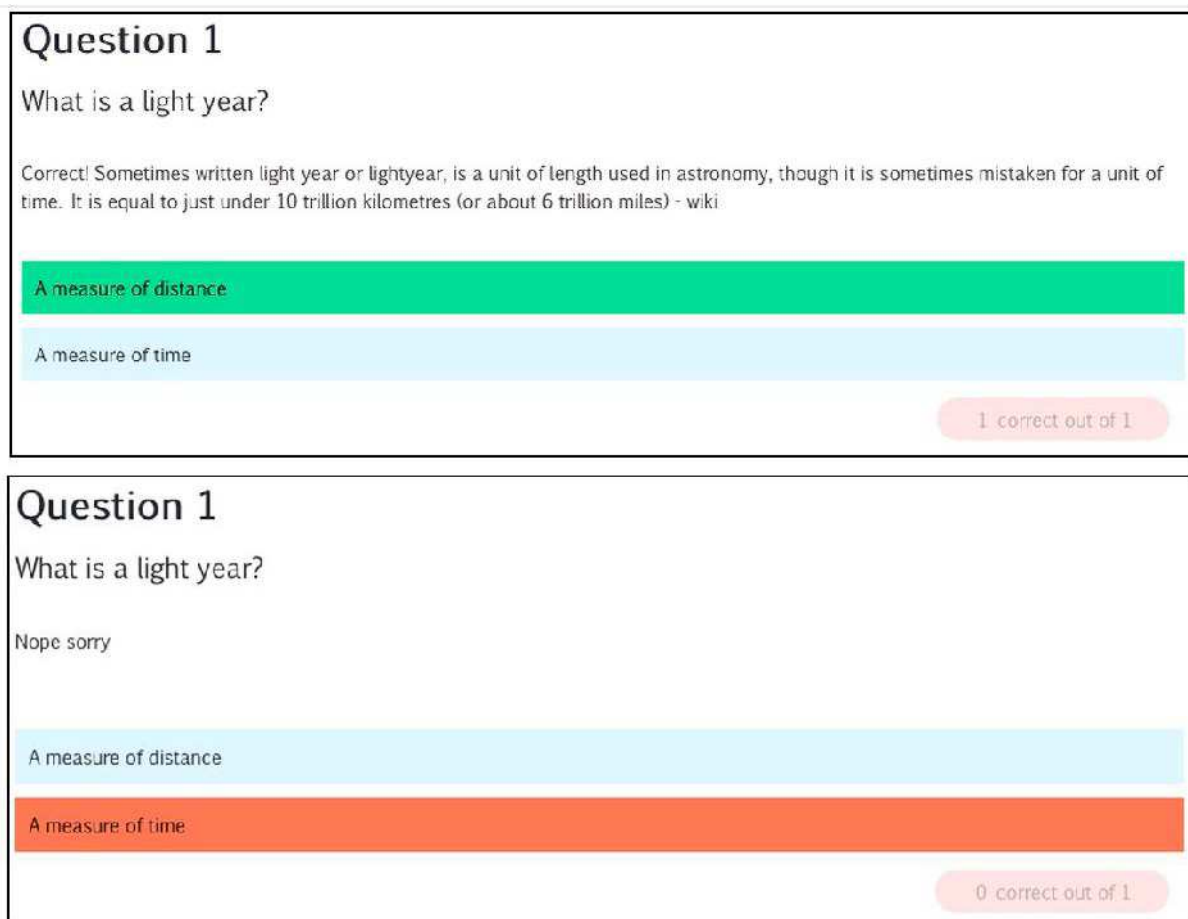 Question 1
What is a light year?
Correct! Sometimes written light year or lightyear, is a unit of length used in astronomy, though it is sometimes mistaken for a unit of
time. It is equal to just under 10 trillion kilometres (or about 6 trillion miles) - wiki
A measure of distance
A measure of time
1 correct out of 1
Question 1
What is a light year?
Nope sorry
A measure of distance
A measure of time
0 correct out of 1